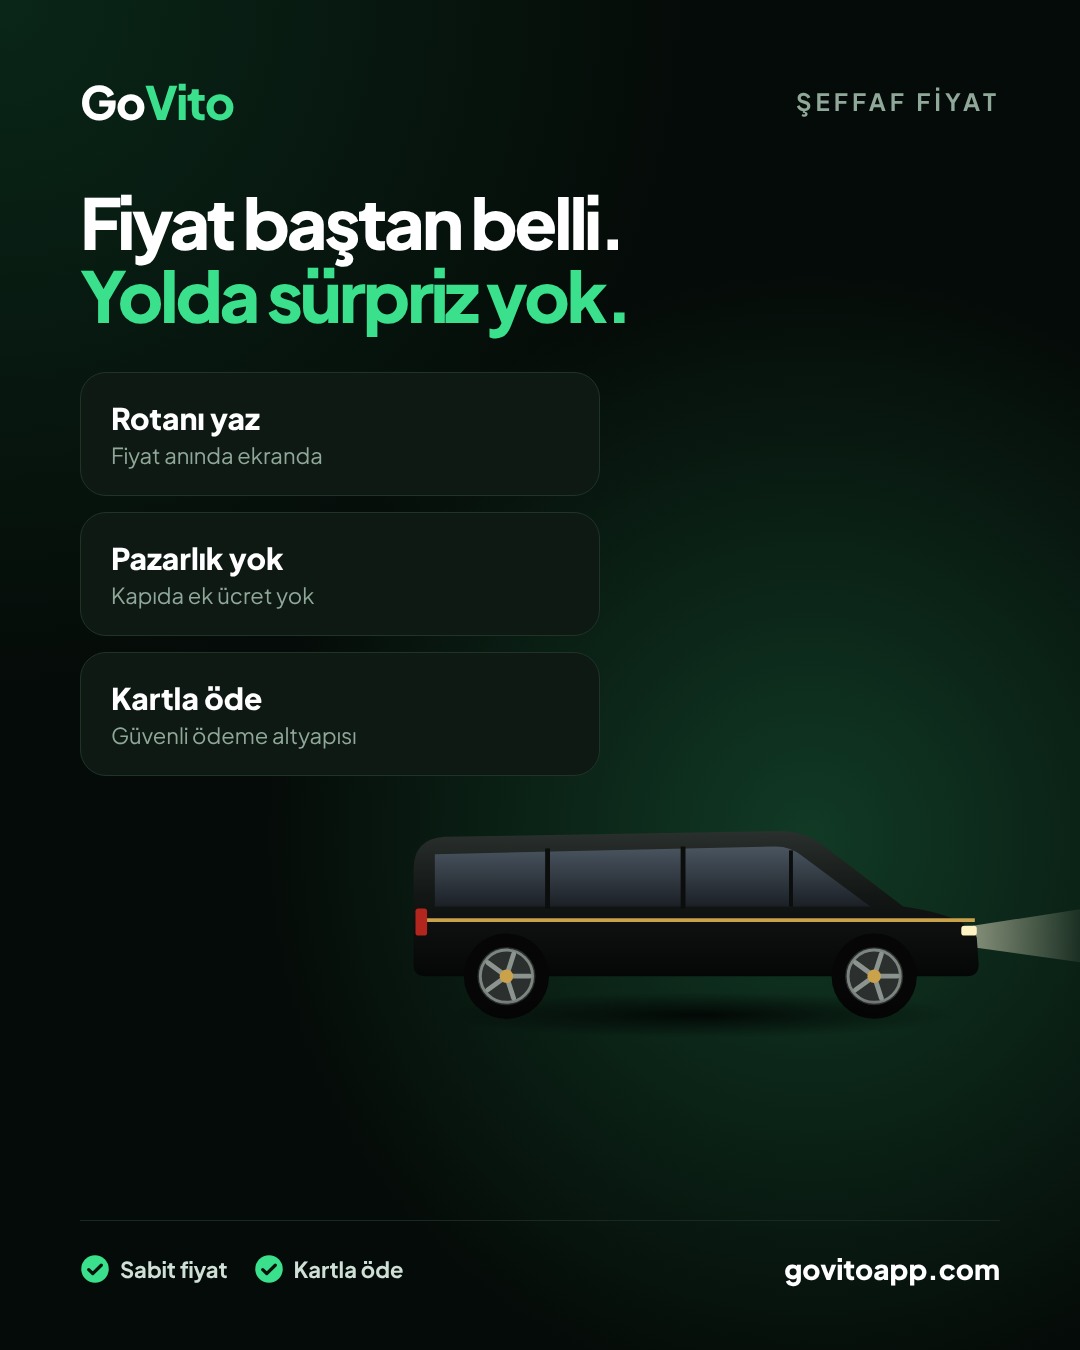 GoVito
ŞEFFAF FİYAT
Fiyat baştan belli.
Yolda sürpriz yok.
Rotanı yaz
Fiyat anında ekranda
Pazarlık yok
Kapıda ek ücret yok
Kartla öde
Güvenli ödeme altyapısı
Sabit fiyat
Kartla öde
govitoapp.com